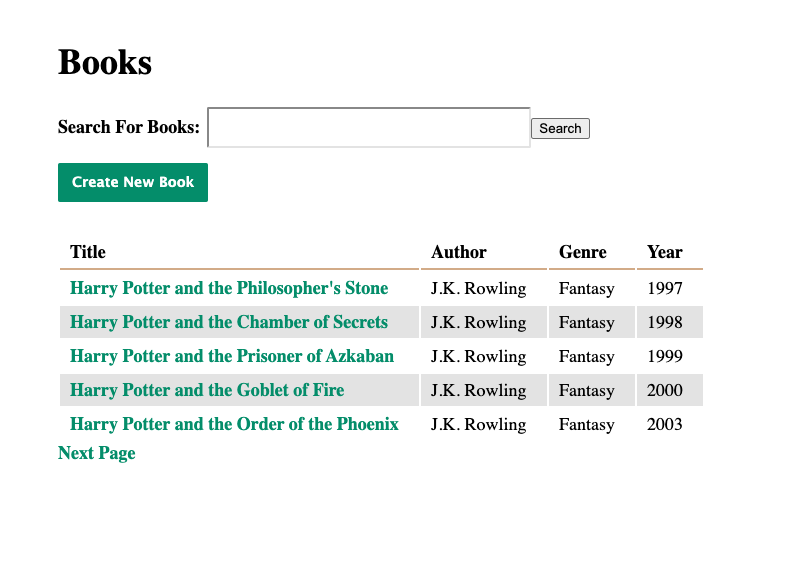 Books
Search For Books: Search
Create New Book
Title Author Genre Year
Harry Potter and the Philosopher's Stone J.K. Rowling Fantasy 1997
Harry Potter and the Chamber of Secrets J.K. Rowling Fantasy 1998
Harry Potter and the Prisoner of Azkaban J.K. Rowling Fantasy 1999
Harry Potter and the Goblet of Fire J.K. Rowling Fantasy 2000
Harry Potter and the Order of the Phoenix J.K. Rowling Fantasy 2003
Next Page